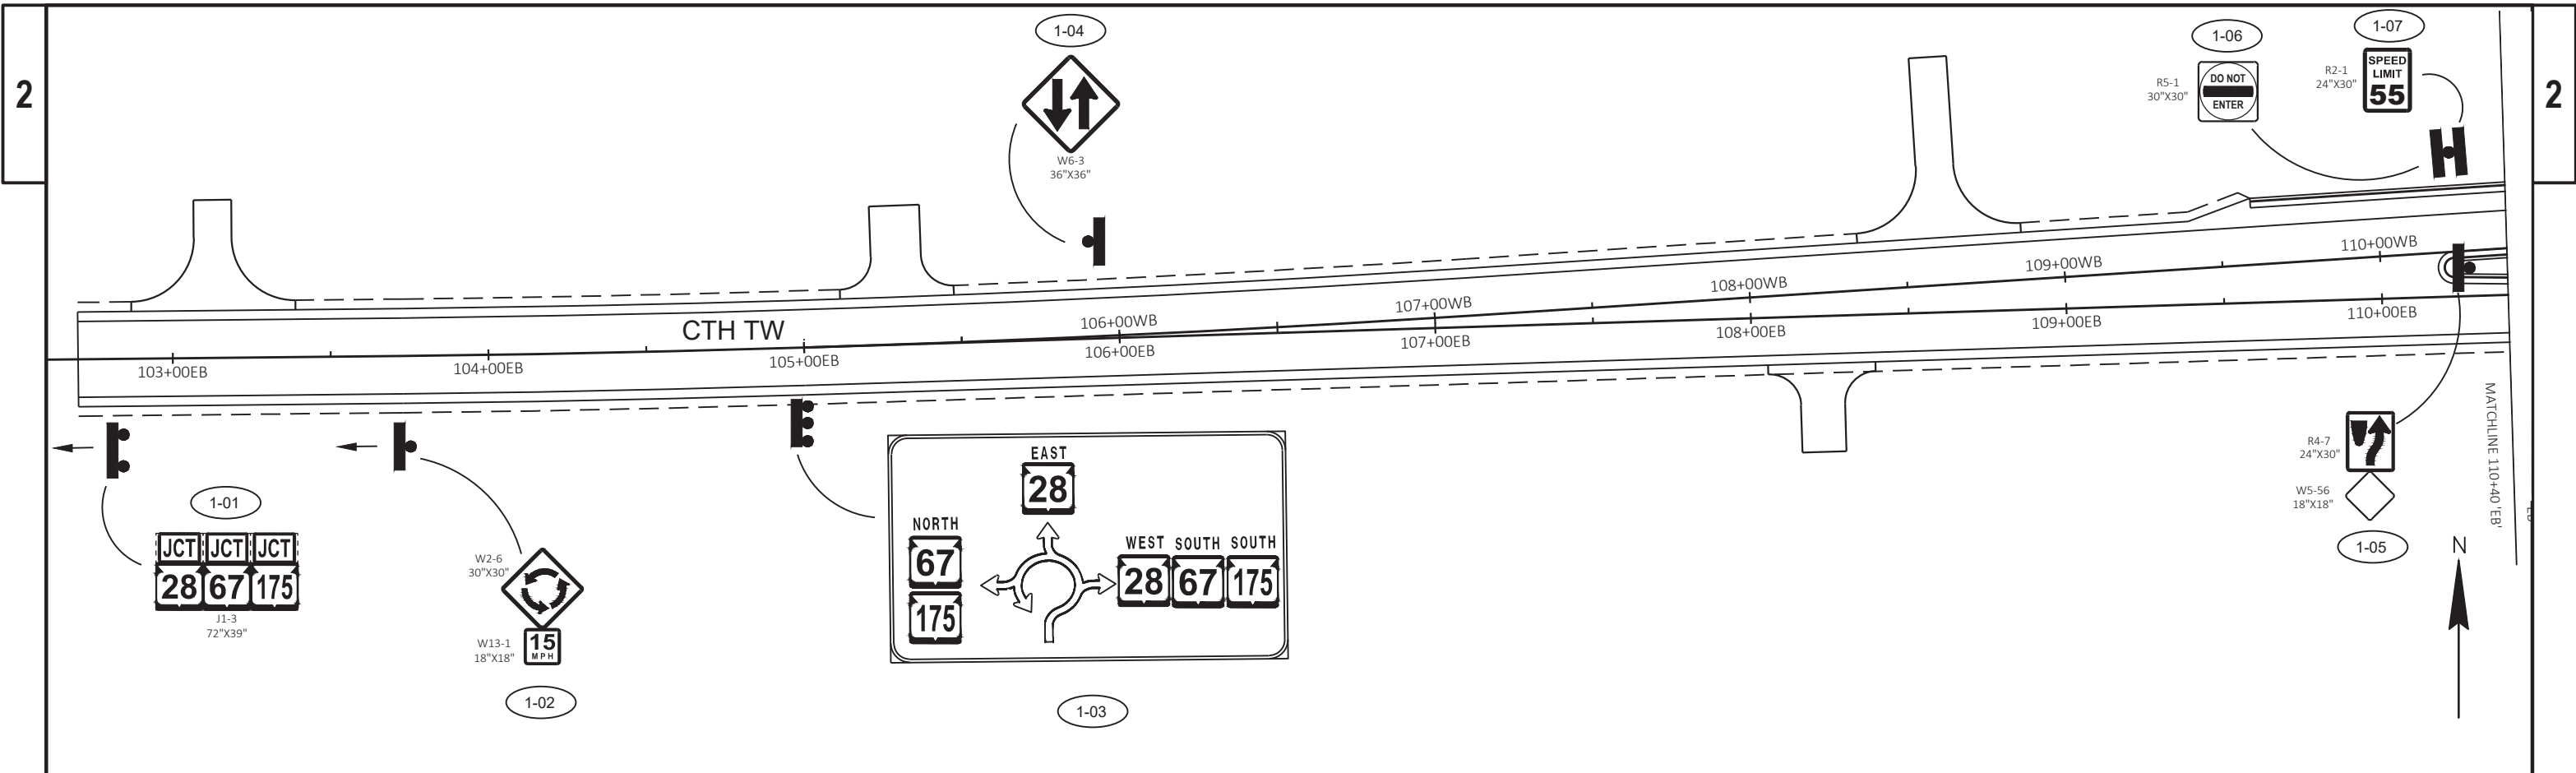 2
2
1-04
W6-3
36"X36"
1-06
R5-1
30"X30"
DO NOT
ENTER
1-07
R2-1
24"X30"
SPEED
LIMIT
55
CTH TW
106+00WB
107+00WB
108+00WB
109+00WB
110+00WB
103+00EB
104+00EB
105+00EB
106+00EB
107+00EB
108+00EB
109+00EB
110+00EB
1-01
JCT JCT JCT
28 67 175
J1-3
72"X39"
W2-6
30"X30"
W13-1
18"X18"
15
MPH
1-02
EAST
28
NORTH
67
175
WEST SOUTH SOUTH
28 67 175
1-03
R4-7
24"X30"
W5-56
18"X18"
1-05
MATCHLINE 110+40 'EB'
N